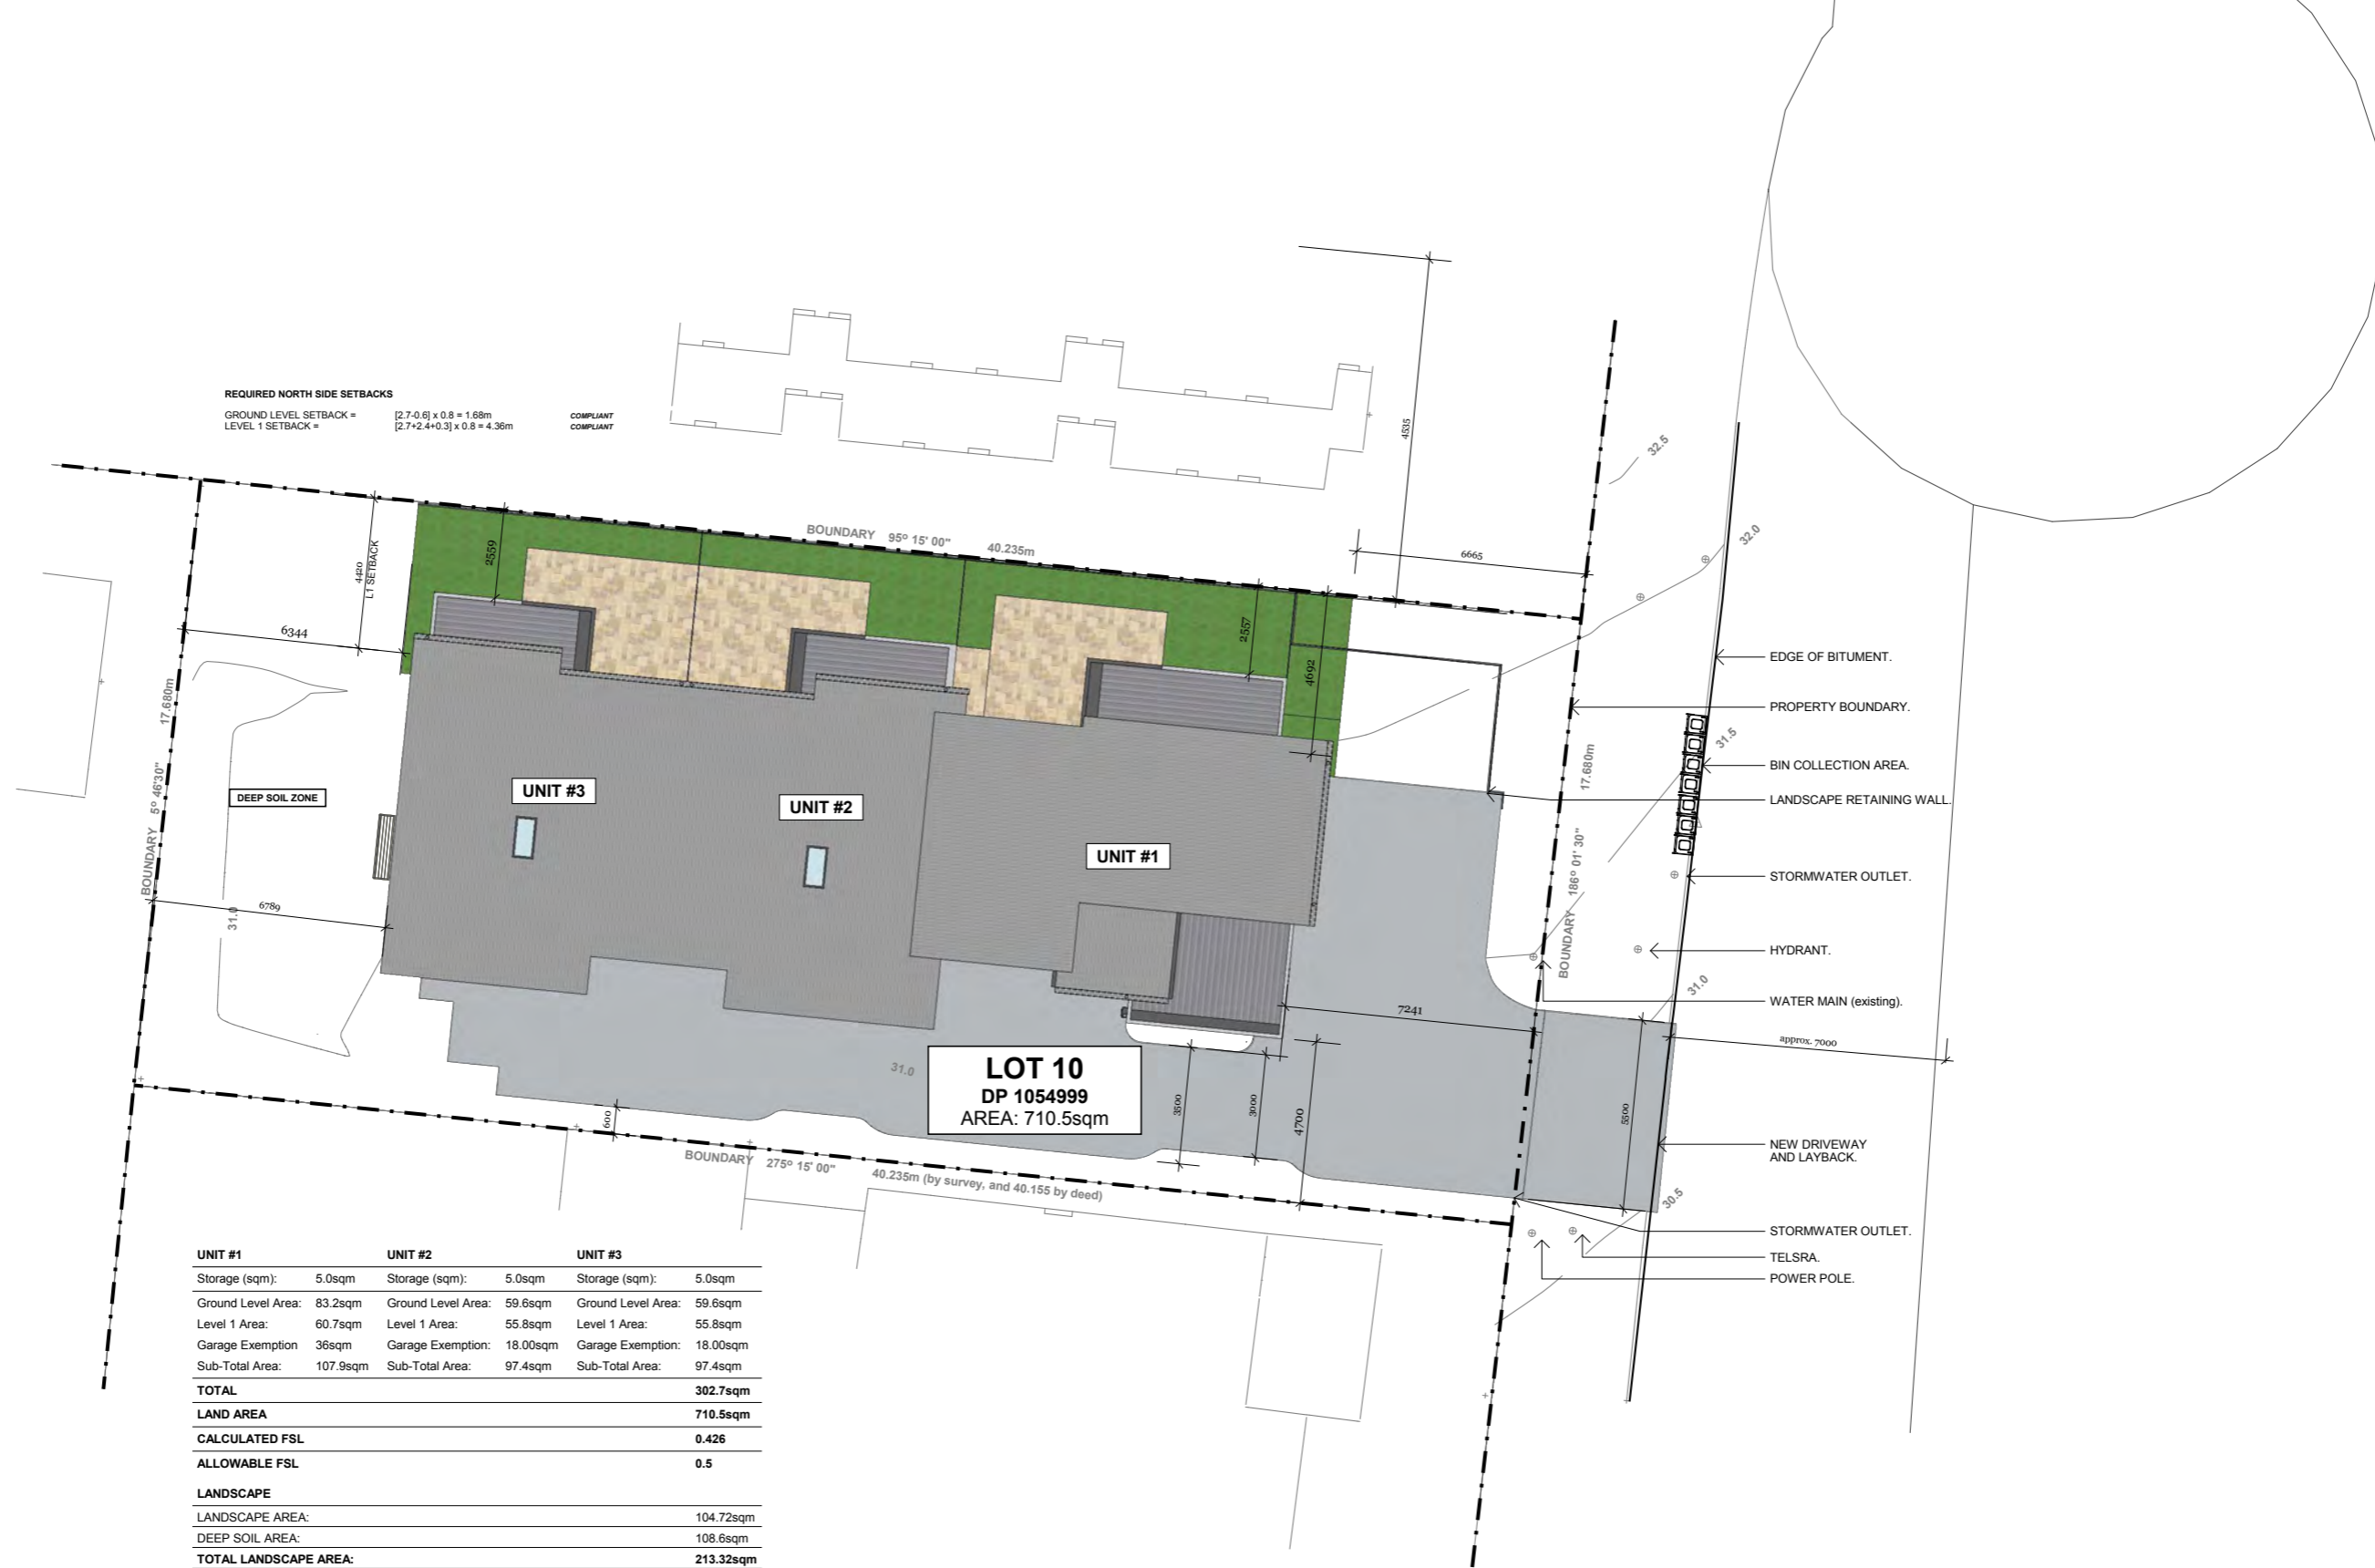 REQUIRED NORTH SIDE SETBACKS
GROUND LEVEL SETBACK = [2.7-0.6] x 0.8 = 1.68m COMPLIANT
LEVEL 1 SETBACK = [2.7+2.4+0.3] x 0.8 = 4.36m COMPLIANT
4535
32.5
32.0
BOUNDARY 95° 15' 00" 40.235m
6665
2559
4420
L1 SETBACK
6344
2557
4692
17.680m
BOUNDARY 5° 46'30"
DEEP SOIL ZONE
UNIT #3
UNIT #2
UNIT #1
31.0
6789
17.680m
BOUNDARY 186° 01' 30"
31.5
31.0
EDGE OF BITUMENT.
PROPERTY BOUNDARY.
BIN COLLECTION AREA.
LANDSCAPE RETAINING WALL.
STORMWATER OUTLET.
HYDRANT.
WATER MAIN (existing).
7241
approx. 7000
31.0
LOT 10
DP 1054999
AREA: 710.5sqm
600
3500
3000
4700
5500
NEW DRIVEWAY
AND LAYBACK.
30.5
BOUNDARY 275° 15' 00" 40.235m (by survey, and 40.155 by deed)
STORMWATER OUTLET.
TELSRA.
POWER POLE.
UNIT #1 UNIT #2 UNIT #3
Storage (sqm): 5.0sqm Storage (sqm): 5.0sqm Storage (sqm): 5.0sqm
Ground Level Area: 83.2sqm Ground Level Area: 59.6sqm Ground Level Area: 59.6sqm
Level 1 Area: 60.7sqm Level 1 Area: 55.8sqm Level 1 Area: 55.8sqm
Garage Exemption 36sqm Garage Exemption: 18.00sqm Garage Exemption: 18.00sqm
Sub-Total Area: 107.9sqm Sub-Total Area: 97.4sqm Sub-Total Area: 97.4sqm
TOTAL 302.7sqm
LAND AREA 710.5sqm
CALCULATED FSL 0.426
ALLOWABLE FSL 0.5
LANDSCAPE
LANDSCAPE AREA: 104.72sqm
DEEP SOIL AREA: 108.6sqm
TOTAL LANDSCAPE AREA: 213.32sqm